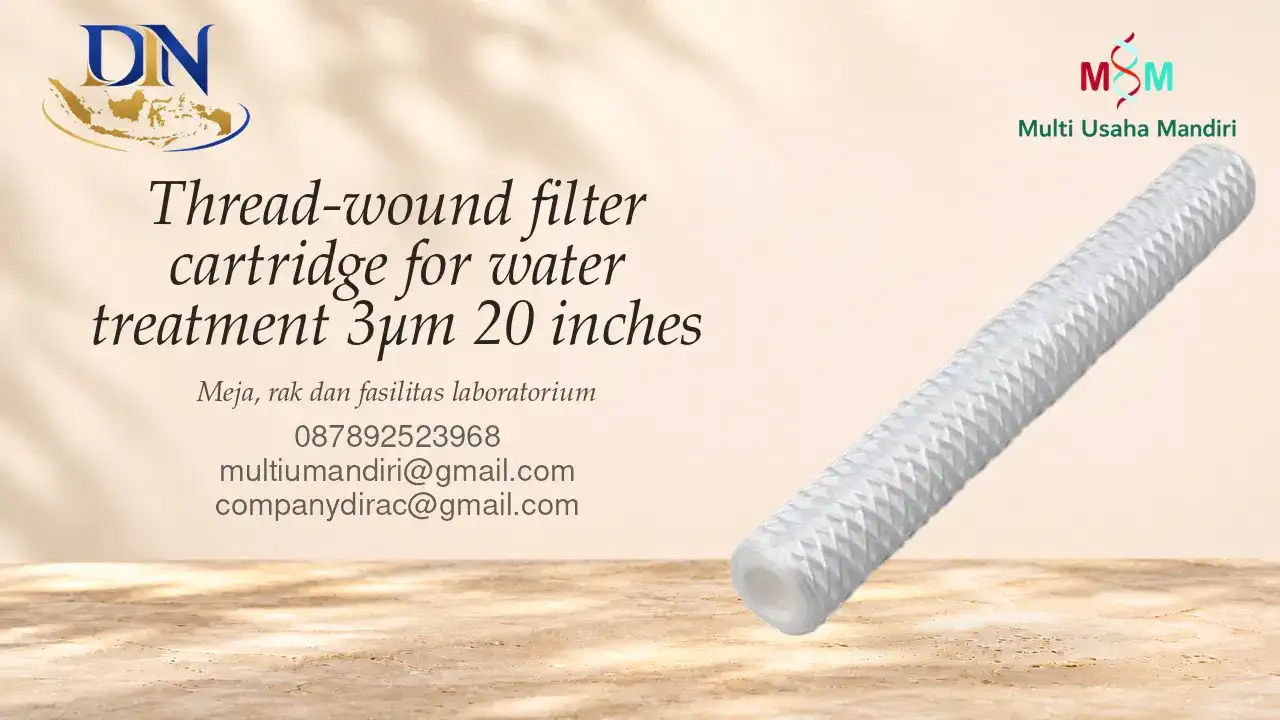 DIN
M M
Multi Usaha Mandiri
Thread-wound filter
cartridge for water
treatment 3µm 20 inches
Meja, rak dan fasilitas laboratorium
087892523968
multiumandiri@gmail.com
companydirac@gmail.com